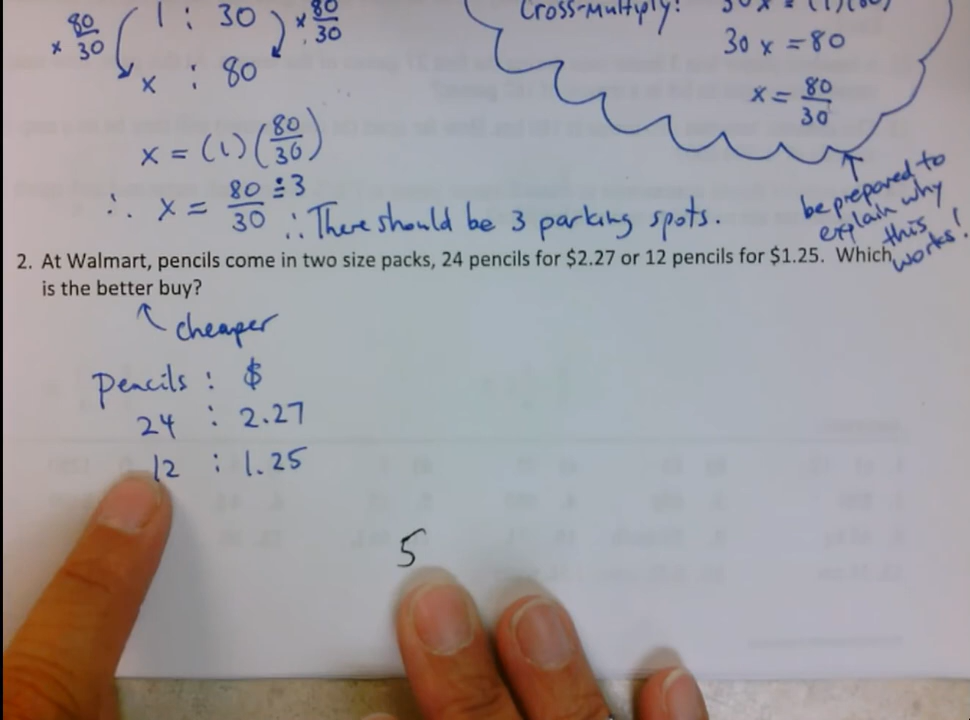 × 80/30 ( 1 : 30 ) × 80/30
x : 80
x = (1)(80/30)
∴ x = 80/30 ≐ 3 ∴ There should be 3 parking spots.
Cross-Multiply:
30 x = 80
x = 80/30
be prepared to
explain why
this
works!
2. At Walmart, pencils come in two size packs, 24 pencils for $2.27 or 12 pencils for $1.25. Which
is the better buy?
cheaper
Pencils : $
24 : 2.27
12 : 1.25
5